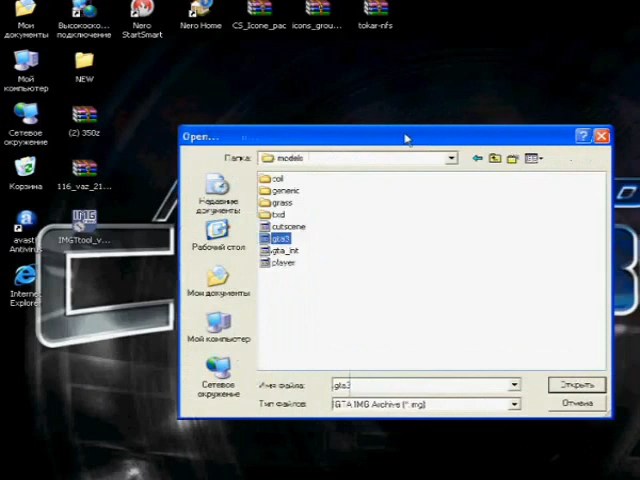 Мои документы
Высокоско... подключение
Nero StartSmart
Nero Home
CS_Icone_pac
icons_grou...
tokar-nfs
Мой компьютер
NEW
Сетевое окружение
(2) 350z
Корзина
116_vaz_21...
avast! Antivirus
IMGTtool_v...
Internet Explorer
Open...
Папка:
models
col
generic
grass
txd
cutscene
gta3
gta_int
player
Недавние документы
Рабочий стол
Мои документы
Мой компьютер
Сетевое окружение
Имя файла:
gta3
Открыть
Тип файлов:
GTA IMG Archive (*.img)
Отмена